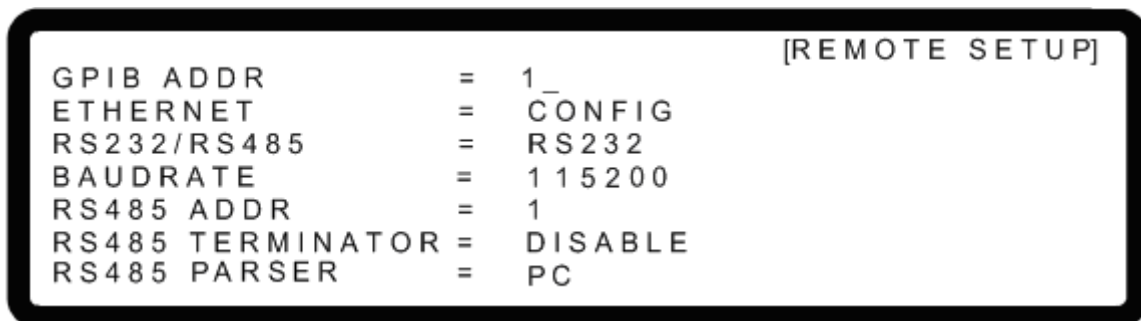 [REMOTE SETUP]
GPIB ADDR = 1_
ETHERNET = CONFIG
RS232/RS485 = RS232
BAUDRATE = 115200
RS485 ADDR = 1
RS485 TERMINATOR = DISABLE
RS485 PARSER = PC